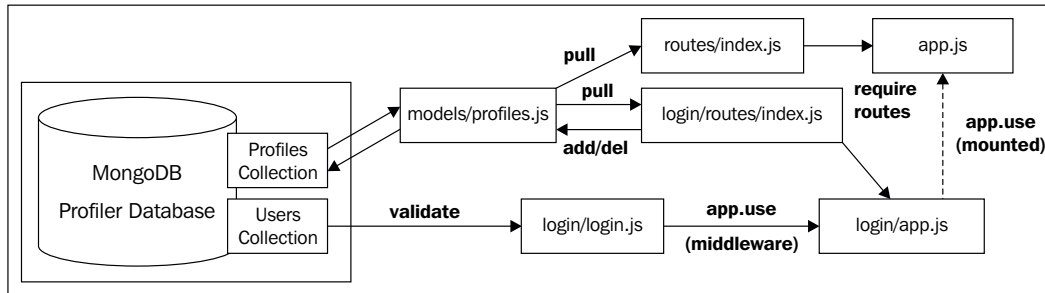 pull
routes/index.js
app.js
pull
require
routes
models/profiles.js
login/routes/index.js
app.use
(mounted)
add/del
Profiles
Collection
MongoDB
Profiler Database
Users
Collection
validate
login/login.js
app.use
(middleware)
login/app.js